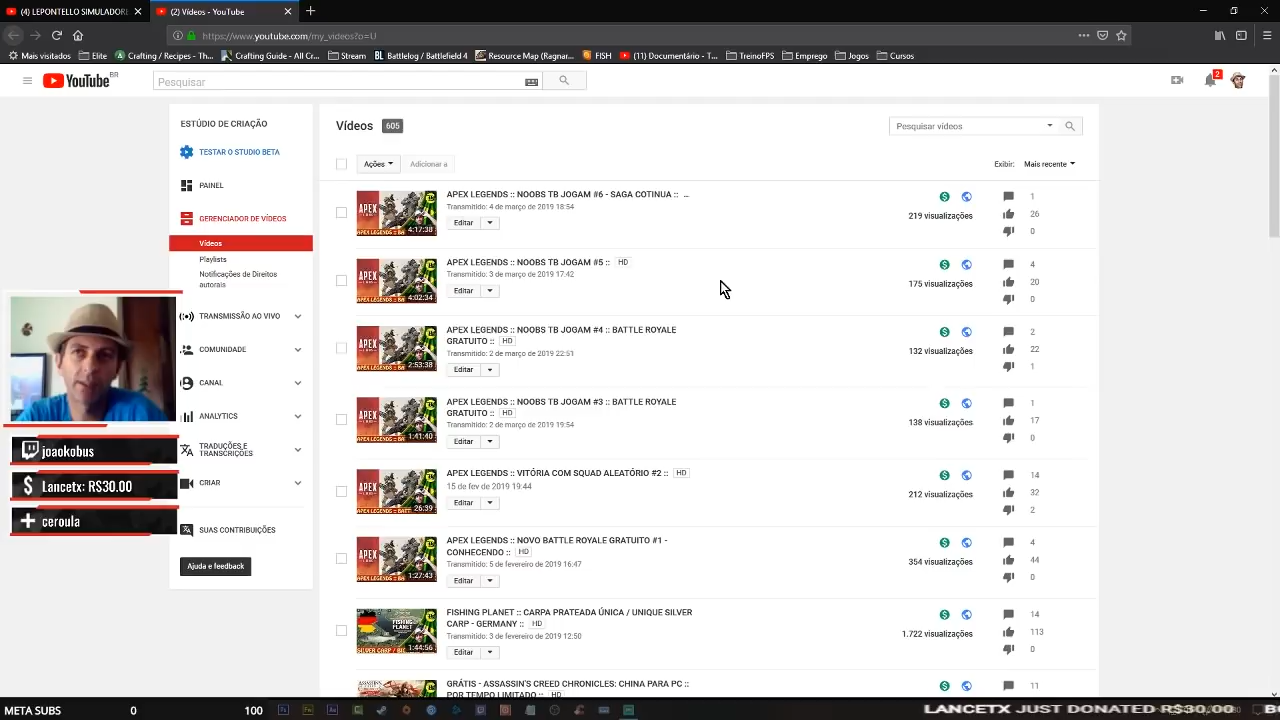 (4) LEPONTELLO SIMULADORE
(2) Vídeos - YouTube
https://www.youtube.com/my_videos?o=U
Mais visitados
Elite
Crafting / Recipes - Th...
Crafting Guide - All Cr...
Stream
Battlelog / Battlefield 4
Resource Map (Ragnar...
FISH
(11) Documentário - T...
TreinoFPS
Emprego
Jogos
Cursos
YouTube BR
Pesquisar
2
ESTÚDIO DE CRIAÇÃO
TESTAR O STUDIO BETA
PAINEL
GERENCIADOR DE VÍDEOS
Vídeos
Playlists
Notificações de Direitos
autorais
TRANSMISSÃO AO VIVO
COMUNIDADE
CANAL
ANALYTICS
TRADUÇÕES E
TRANSCRIÇÕES
CRIAR
SUAS CONTRIBUIÇÕES
Ajuda e feedback
joaokobus
Lancetx: R$30.00
ceroula
Vídeos 605
Pesquisar vídeos
Ações
Adicionar a
Exibir: Mais recente
APEX LEGENDS :: NOOBS TB JOGAM #6 - SAGA COTINUA :: ...
Transmitido: 4 de março de 2019 18:54
Editar
4:17:38
219 visualizações
1
26
0
APEX LEGENDS :: NOOBS TB JOGAM #5 :: HD
Transmitido: 3 de março de 2019 17:42
Editar
4:02:34
175 visualizações
4
20
0
APEX LEGENDS :: NOOBS TB JOGAM #4 :: BATTLE ROYALE
GRATUITO :: HD
Transmitido: 2 de março de 2019 22:51
Editar
2:53:38
132 visualizações
2
22
1
APEX LEGENDS :: NOOBS TB JOGAM #3 :: BATTLE ROYALE
GRATUITO :: HD
Transmitido: 2 de março de 2019 19:54
Editar
1:41:40
138 visualizações
1
17
0
APEX LEGENDS :: VITÓRIA COM SQUAD ALEATÓRIO #2 :: HD
15 de fev de 2019 19:44
Editar
26:39
212 visualizações
14
32
2
APEX LEGENDS :: NOVO BATTLE ROYALE GRATUITO #1 -
CONHECENDO :: HD
Transmitido: 5 de fevereiro de 2019 16:47
Editar
1:27:43
354 visualizações
4
44
0
FISHING PLANET :: CARPA PRATEADA ÚNICA / UNIQUE SILVER
CARP - GERMANY :: HD
Transmitido: 3 de fevereiro de 2019 12:50
Editar
1:44:56
1.722 visualizações
14
113
0
GRÁTIS - ASSASSIN'S CREED CHRONICLES: CHINA PARA PC ::
POR TEMPO LIMITADO :: HD
11
META SUBS 0 100
LANCETX JUST DONATED R$30.00